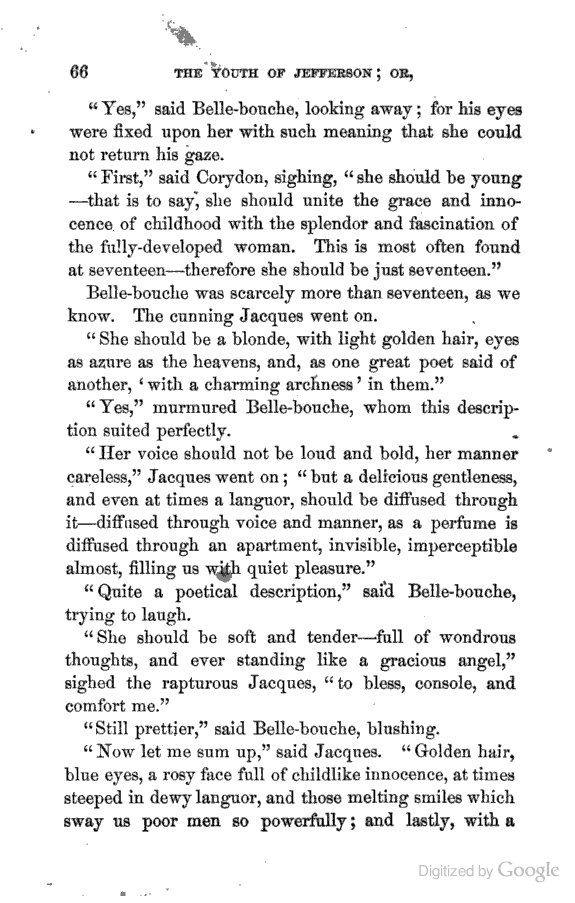 66 THE YOUTH OF JEFFERSON; OR,
“Yes,” said Belle-bouche, looking away; for his eyes
were fixed upon her with such meaning that she could
not return his gaze.
“First,” said Corydon, sighing, “she should be young
—that is to say, she should unite the grace and inno-
cence of childhood with the splendor and fascination of
the fully-developed woman. This is most often found
at seventeen—therefore she should be just seventeen.”
Belle-bouche was scarcely more than seventeen, as we
know. The cunning Jacques went on.
“She should be a blonde, with light golden hair, eyes
as azure as the heavens, and, as one great poet said of
another, ‘with a charming archness’ in them.”
“Yes,” murmured Belle-bouche, whom this descrip-
tion suited perfectly.
“Her voice should not be loud and bold, her manner
careless,” Jacques went on; “but a delicious gentleness,
and even at times a languor, should be diffused through
it—diffused through voice and manner, as a perfume is
diffused through an apartment, invisible, imperceptible
almost, filling us with quiet pleasure.”
“Quite a poetical description,” said Belle-bouche,
trying to laugh.
“She should be soft and tender—full of wondrous
thoughts, and ever standing like a gracious angel,”
sighed the rapturous Jacques, “to bless, console, and
comfort me.”
“Still prettier,” said Belle-bouche, blushing.
“Now let me sum up,” said Jacques. “Golden hair,
blue eyes, a rosy face full of childlike innocence, at times
steeped in dewy languor, and those melting smiles which
sway us poor men so powerfully; and lastly, with a
Digitized by Google